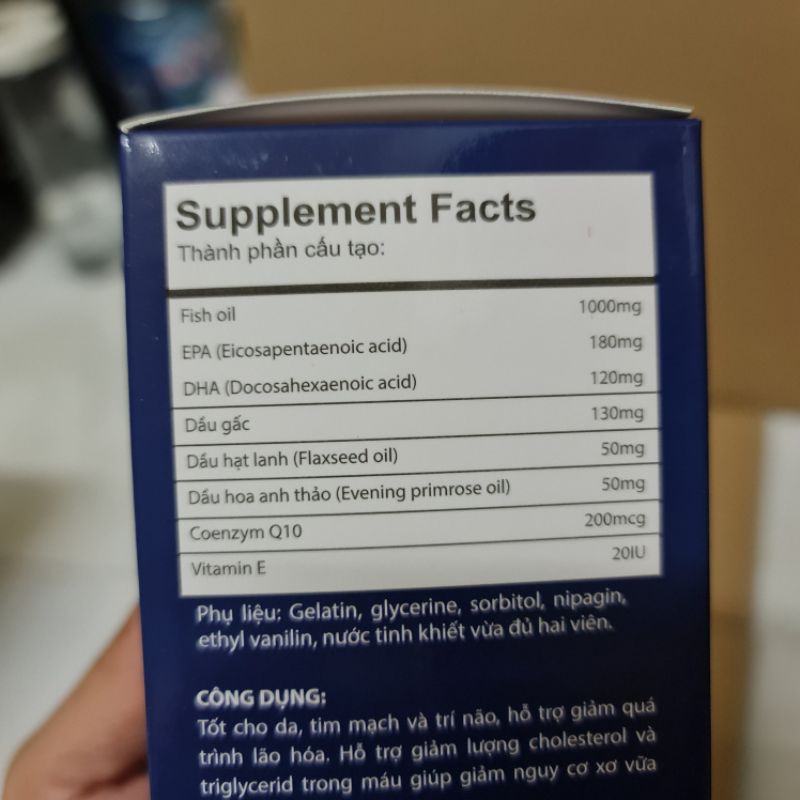 Supplement Facts
Thành phần cấu tạo:
Fish oil 1000mg
EPA (Eicosapentaenoic acid) 180mg
DHA (Docosahexaenoic acid) 120mg
Dầu gấc 130mg
Dầu hạt lanh (Flaxseed oil) 50mg
Dầu hoa anh thảo (Evening primrose oil) 50mg
Coenzym Q10 200mcg
Vitamin E 20IU
Phụ liệu: Gelatin, glycerine, sorbitol, nipagin,
ethyl vanilin, nước tinh khiết vừa đủ hai viên.
CÔNG DỤNG:
Tốt cho da, tim mạch và trí não, hỗ trợ giảm quá
trình lão hóa. Hỗ trợ giảm lượng cholesterol và
triglycerid trong máu giúp giảm nguy cơ xơ vữa